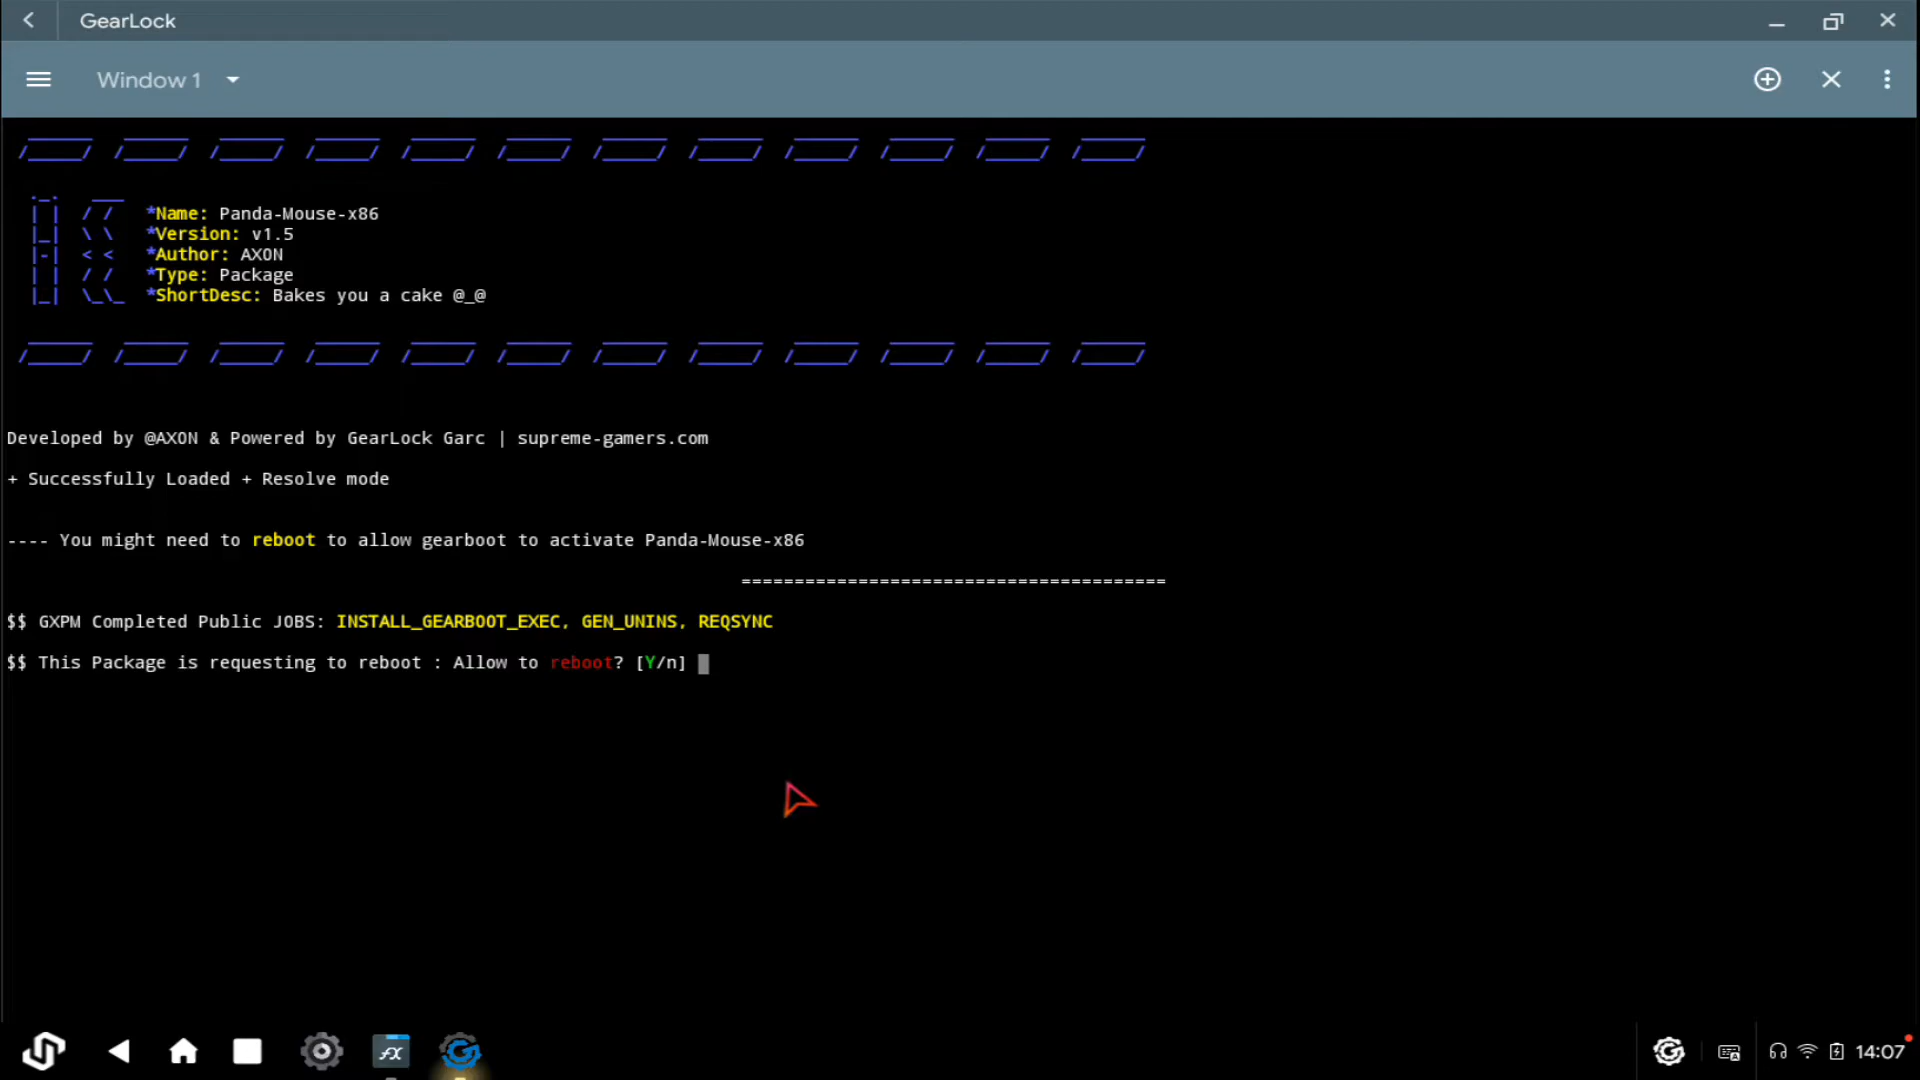 GearLock
Window 1
*Name: Panda-Mouse-x86
*Version: v1.5
*Author: AXON
*Type: Package
*ShortDesc: Bakes you a cake @_@
Developed by @AXON & Powered by GearLock Garc | supreme-gamers.com
+ Successfully Loaded + Resolve mode
---- You might need to reboot to allow gearboot to activate Panda-Mouse-x86
========================================
$$ GXPM Completed Public JOBS: INSTALL_GEARBOOT_EXEC, GEN_UNINS, REQSYNC
$$ This Package is requesting to reboot : Allow to reboot? [Y/n]
14:07